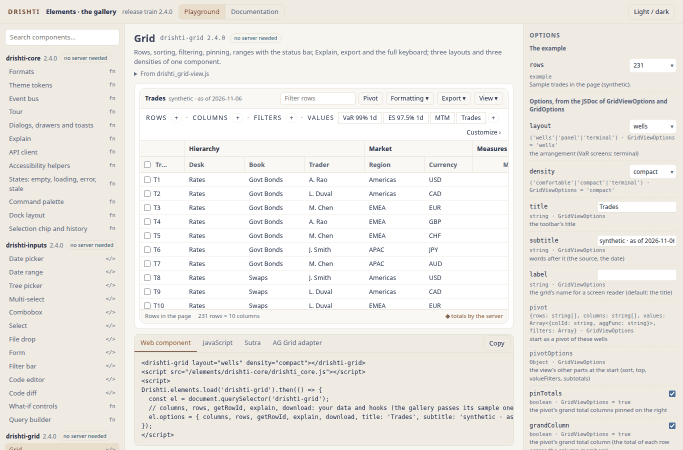 DRISHTI Elements · the gallery release train 2.4.0 Playground Documentation Light / dark
Search components...
drishti-core 2.4.0 no server needed
Formats fn
Theme tokens fn
Event bus fn
Tour fn
Dialogs, drawers and toasts fn
Explain fn
API client fn
Accessibility helpers fn
States: empty, loading, error, stale fn
Command palette fn
Dock layout fn
Selection chip and history fn
drishti-inputs 2.4.0 no server needed
Date picker </>
Date range </>
Tree picker </>
Multi-select </>
Combobox </>
Select </>
File drop </>
Form </>
Filter bar </>
Code editor </>
Code diff </>
What-if controls </>
Query builder </>
drishti-grid 2.4.0 no server needed
Grid
Grid drishti-grid 2.4.0 no server needed
Rows, sorting, filtering, pinning, ranges with the status bar, Explain, export and the full keyboard; three layouts and three
densities of one component.
▸ From drishti_grid-view.js
Trades synthetic · as of 2026-11-06 Filter rows Pivot Formatting ▾ Export ▾ View ▾
ROWS + · COLUMNS + · FILTERS + · VALUES VaR 99% 1d ES 97.5% 1d MTM Trades +
Customize ›
Hierarchy Market Measures
Tr... Desk Book Trader Region Currency M
T1 Rates Govt Bonds A. Rao Americas USD
T2 Rates Govt Bonds L. Duval Americas CAD
T3 Rates Govt Bonds M. Chen EMEA EUR
T4 Rates Govt Bonds A. Rao EMEA GBP
T5 Rates Govt Bonds M. Chen EMEA CHF
T6 Rates Govt Bonds J. Smith APAC JPY
T7 Rates Govt Bonds M. Chen APAC AUD
T8 Rates Swaps J. Smith Americas USD
T9 Rates Swaps L. Duval Americas CAD
T10 Rates Swaps L. Duval EMEA EUR
Rows in the page 231 rows × 10 columns ◆ totals by the server
Web component JavaScript Sutra AG Grid adapter Copy
<drishti-grid layout="wells" density="compact"></drishti-grid>
<script src="/elements/drishti-core/drishti_core.js"></script>
<script>
Drishti.elements.load('drishti-grid').then(() => {
const el = document.querySelector('drishti-grid');
// columns, rows, getRowId, explain, download: your data and hooks (the gallery passes its sample one
el.options = { columns, rows, getRowId, explain, download, title: 'Trades', subtitle: 'synthetic · as
});
</script>
OPTIONS
The example
rows 231
example
Sample trades in the page (synthetic).
Options, from the JSDoc of GridViewOptions and GridOptions
layout wells
('wells'|'panel'|'terminal') · GridViewOptions = 'wells'
the arrangement (VaR screens: terminal)
density compact
('comfortable'|'compact'|'terminal') · GridViewOptions = 'compact'
title Trades
string · GridViewOptions
the toolbar's title
subtitle synthetic · as of 2026-11-06
string · GridViewOptions
words after it (the source, the date)
label
string · GridViewOptions
the grid's name for a screen reader (default: the title)
pivot
{rows: string[], columns: string[], values: Array<{colId: string, aggFunc: string}>, filters: Array} · GridViewOptions
start as a pivot of these wells
pivotOptions
Object · GridViewOptions
the view's other parts at the start (sort, top, valueFilters, subtotals)
pinTotals
boolean · GridViewOptions = true
the pivot's grand total columns pinned on the right
grandColumn
boolean · GridViewOptions = true
the pivot's grand total (the total of each